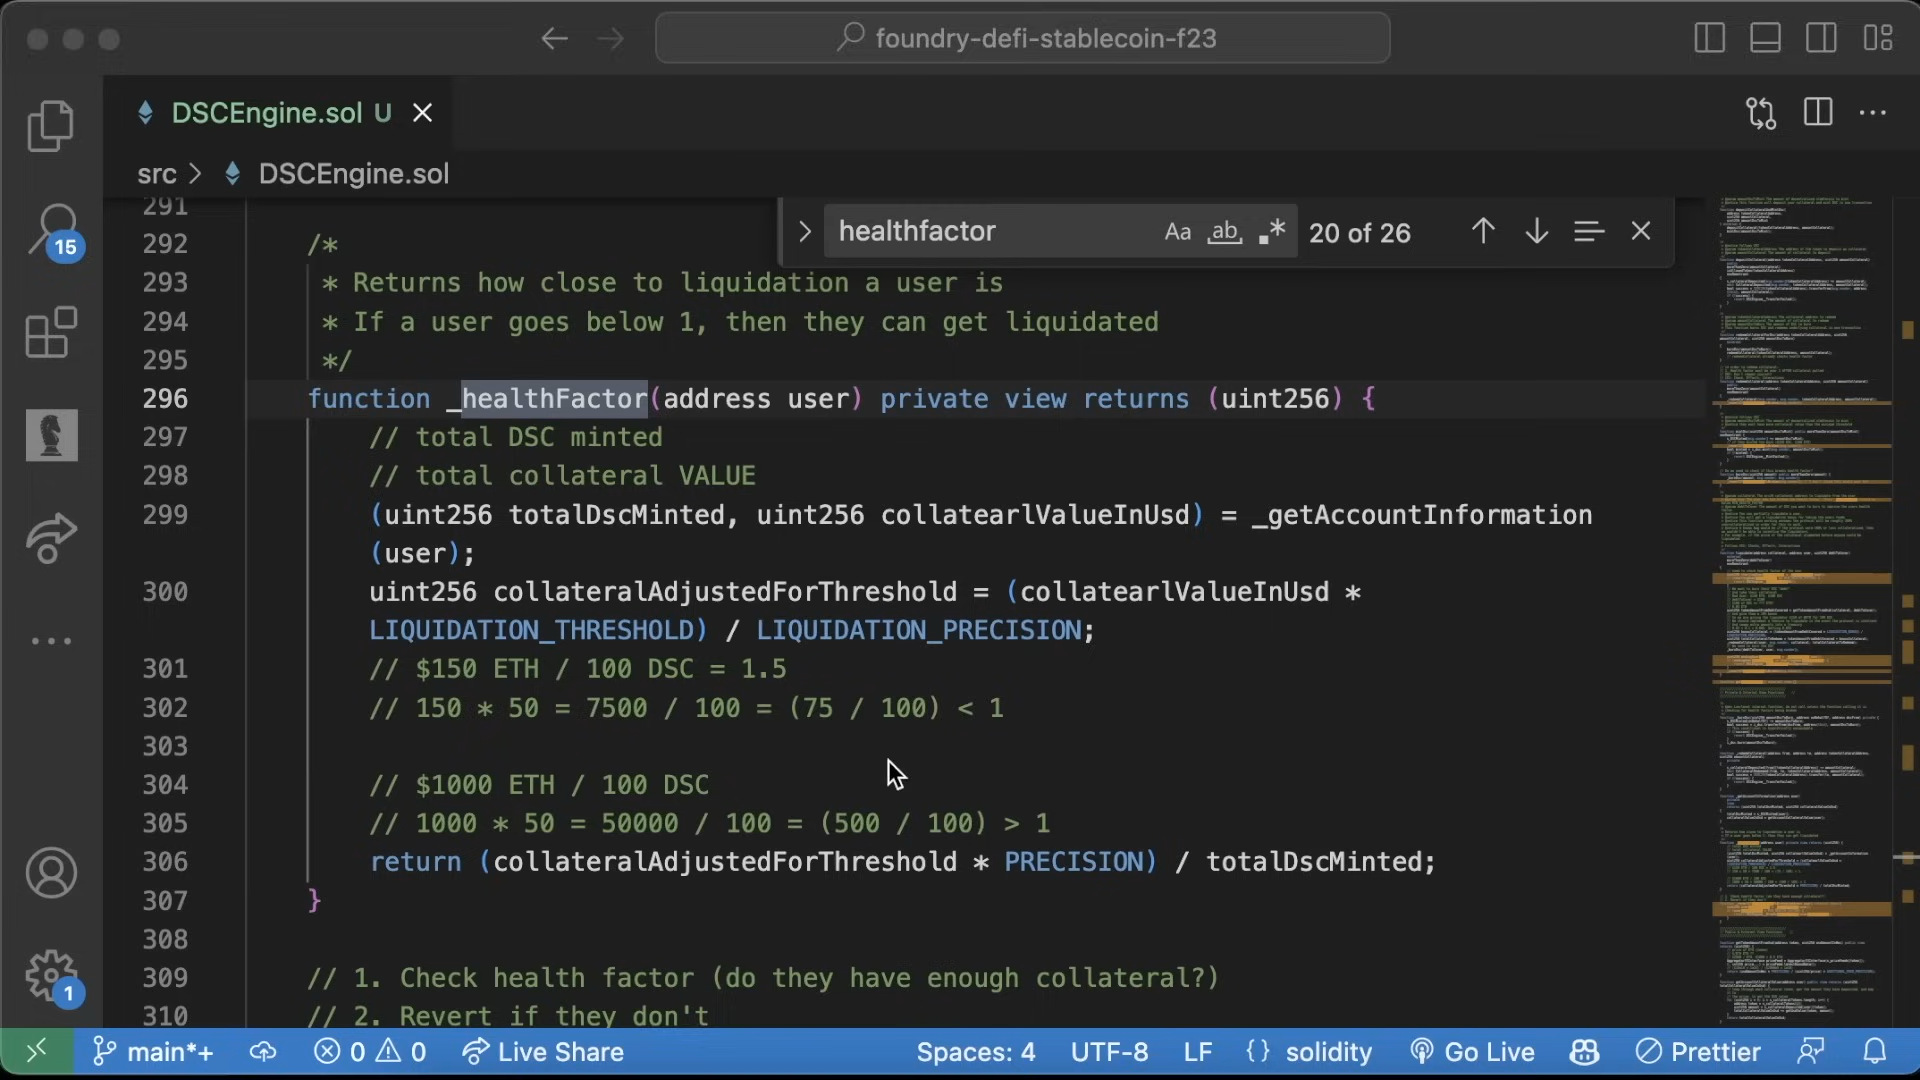 foundry-defi-stablecoin-f23
DSCEngine.sol U
src > DSCEngine.sol
healthfactor Aa ab .* 20 of 26
15
291
292 /*
293 * Returns how close to liquidation a user is
294 * If a user goes below 1, then they can get liquidated
295 */
296 function _healthFactor(address user) private view returns (uint256) {
297 // total DSC minted
298 // total collateral VALUE
299 (uint256 totalDscMinted, uint256 collatearlValueInUsd) = _getAccountInformation
(user);
300 uint256 collateralAdjustedForThreshold = (collatearlValueInUsd *
LIQUIDATION_THRESHOLD) / LIQUIDATION_PRECISION;
301 // $150 ETH / 100 DSC = 1.5
302 // 150 * 50 = 7500 / 100 = (75 / 100) < 1
303
304 // $1000 ETH / 100 DSC
305 // 1000 * 50 = 50000 / 100 = (500 / 100) > 1
306 return (collateralAdjustedForThreshold * PRECISION) / totalDscMinted;
307 }
308
309 // 1. Check health factor (do they have enough collateral?)
310 // 2. Revert if they don't
1
main*+ 0 0 Live Share Spaces: 4 UTF-8 LF {} solidity Go Live Prettier